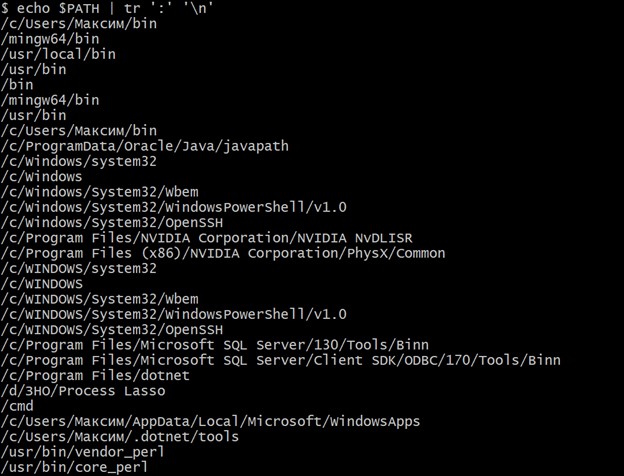 $ echo $PATH | tr ':' '\n'
/c/Users/Максим/bin
/mingw64/bin
/usr/local/bin
/usr/bin
/bin
/mingw64/bin
/usr/bin
/c/Users/Максим/bin
/c/ProgramData/Oracle/Java/javapath
/c/Windows/system32
/c/Windows
/c/Windows/System32/Wbem
/c/Windows/System32/WindowsPowerShell/v1.0
/c/Windows/System32/OpenSSH
/c/Program Files/NVIDIA Corporation/NVIDIA NvDLISR
/c/Program Files (x86)/NVIDIA Corporation/PhysX/Common
/c/WINDOWS/system32
/c/WINDOWS
/c/WINDOWS/System32/Wbem
/c/WINDOWS/System32/WindowsPowerShell/v1.0
/c/WINDOWS/System32/OpenSSH
/c/Program Files/Microsoft SQL Server/130/Tools/Binn
/c/Program Files/Microsoft SQL Server/Client SDK/ODBC/170/Tools/Binn
/c/Program Files/dotnet
/d/ЗНО/Process Lasso
/cmd
/c/Users/Максим/AppData/Local/Microsoft/WindowsApps
/c/Users/Максим/.dotnet/tools
/usr/bin/vendor_perl
/usr/bin/core_perl